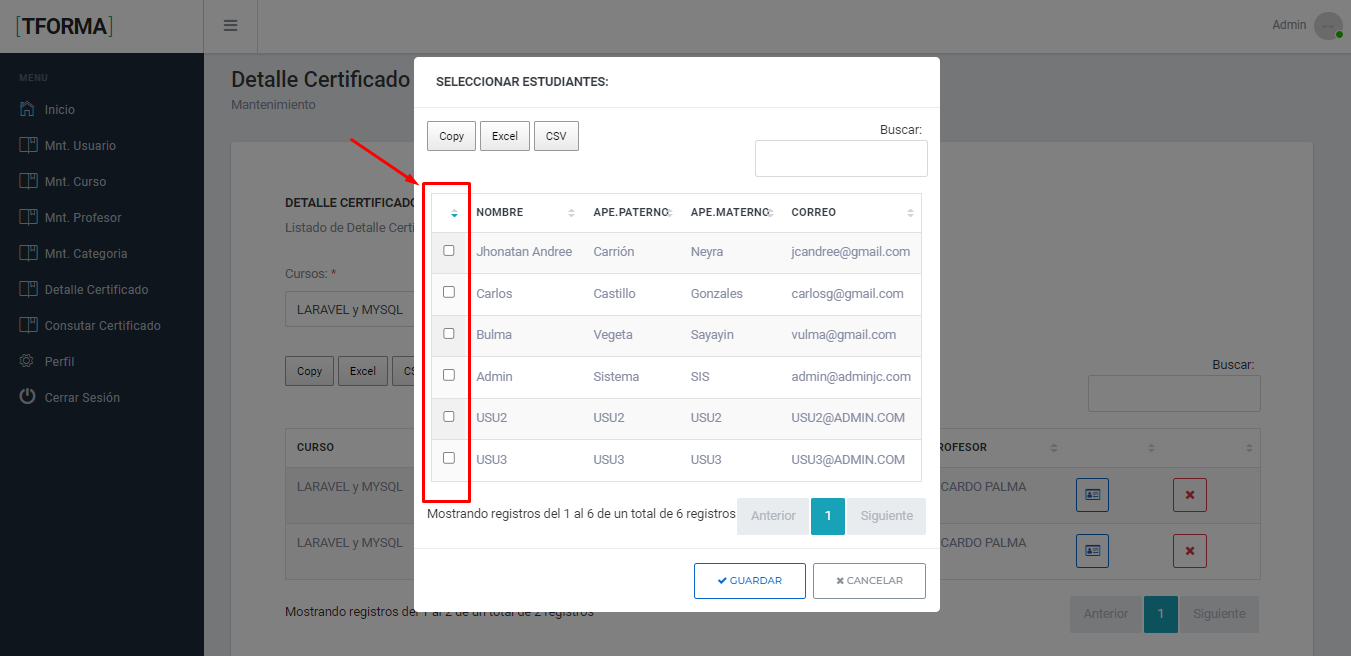 [TFORMA]
Admin
MENU
Inicio
Mnt. Usuario
Mnt. Curso
Mnt. Profesor
Mnt. Categoria
Detalle Certificado
Consutar Certificado
Perfil
Cerrar Sesión
Detalle Certificado
Mantenimiento
DETALLE CERTIFICADO
Listado de Detalle Certi
Cursos: *
LARAVEL y MYSQL
Copy Excel CS
Buscar:
CURSO ROFESOR
LARAVEL y MYSQL CARDO PALMA
LARAVEL y MYSQL CARDO PALMA
Mostrando registros del 1 al 2 de un total de 2 registros
Anterior 1 Siguiente
SELECCIONAR ESTUDIANTES:
Copy Excel CSV
Buscar:
NOMBRE APE.PATERNO APE.MATERNO CORREO
Jhonatan Andree Carrión Neyra jcandree@gmail.com
Carlos Castillo Gonzales carlosg@gmail.com
Bulma Vegeta Sayayin vulma@gmail.com
Admin Sistema SIS admin@adminjc.com
USU2 USU2 USU2 USU2@ADMIN.COM
USU3 USU3 USU3 USU3@ADMIN.COM
Mostrando registros del 1 al 6 de un total de 6 registros
Anterior 1 Siguiente
GUARDAR CANCELAR